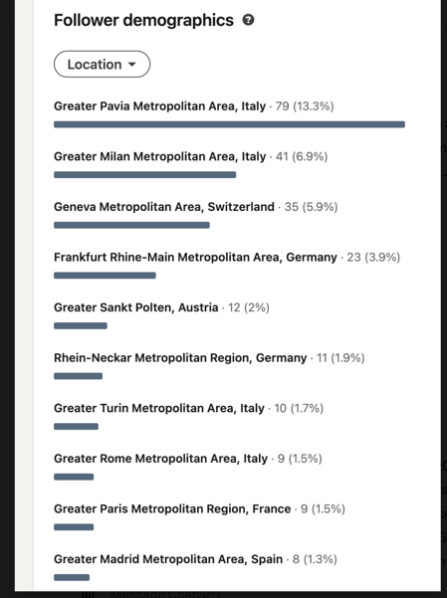 Follower demographics
Location
Greater Pavia Metropolitan Area, Italy · 79 (13.3%)
Greater Milan Metropolitan Area, Italy · 41 (6.9%)
Geneva Metropolitan Area, Switzerland · 35 (5.9%)
Frankfurt Rhine-Main Metropolitan Area, Germany · 23 (3.9%)
Greater Sankt Polten, Austria · 12 (2%)
Rhein-Neckar Metropolitan Region, Germany · 11 (1.9%)
Greater Turin Metropolitan Area, Italy · 10 (1.7%)
Greater Rome Metropolitan Area, Italy · 9 (1.5%)
Greater Paris Metropolitan Region, France · 9 (1.5%)
Greater Madrid Metropolitan Area, Spain · 8 (1.3%)